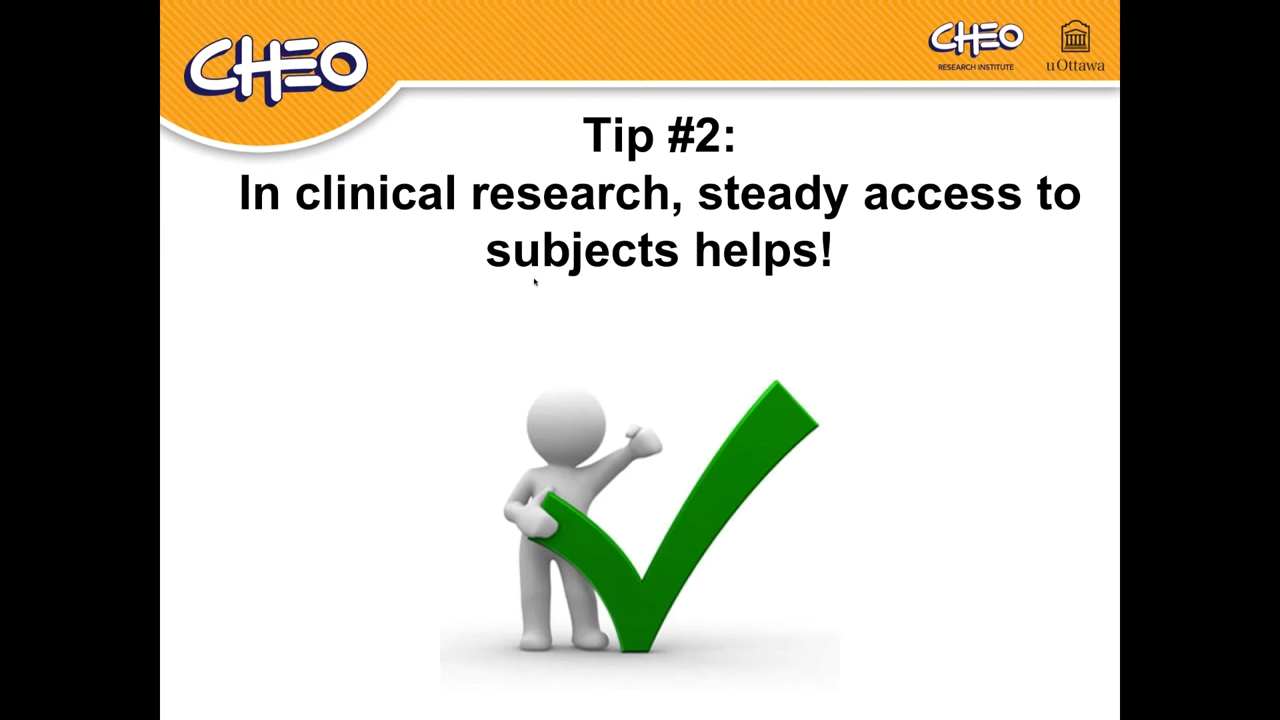 CHEO
CHEO
RESEARCH INSTITUTE
uOttawa
Tip #2:
In clinical research, steady access to
subjects helps!